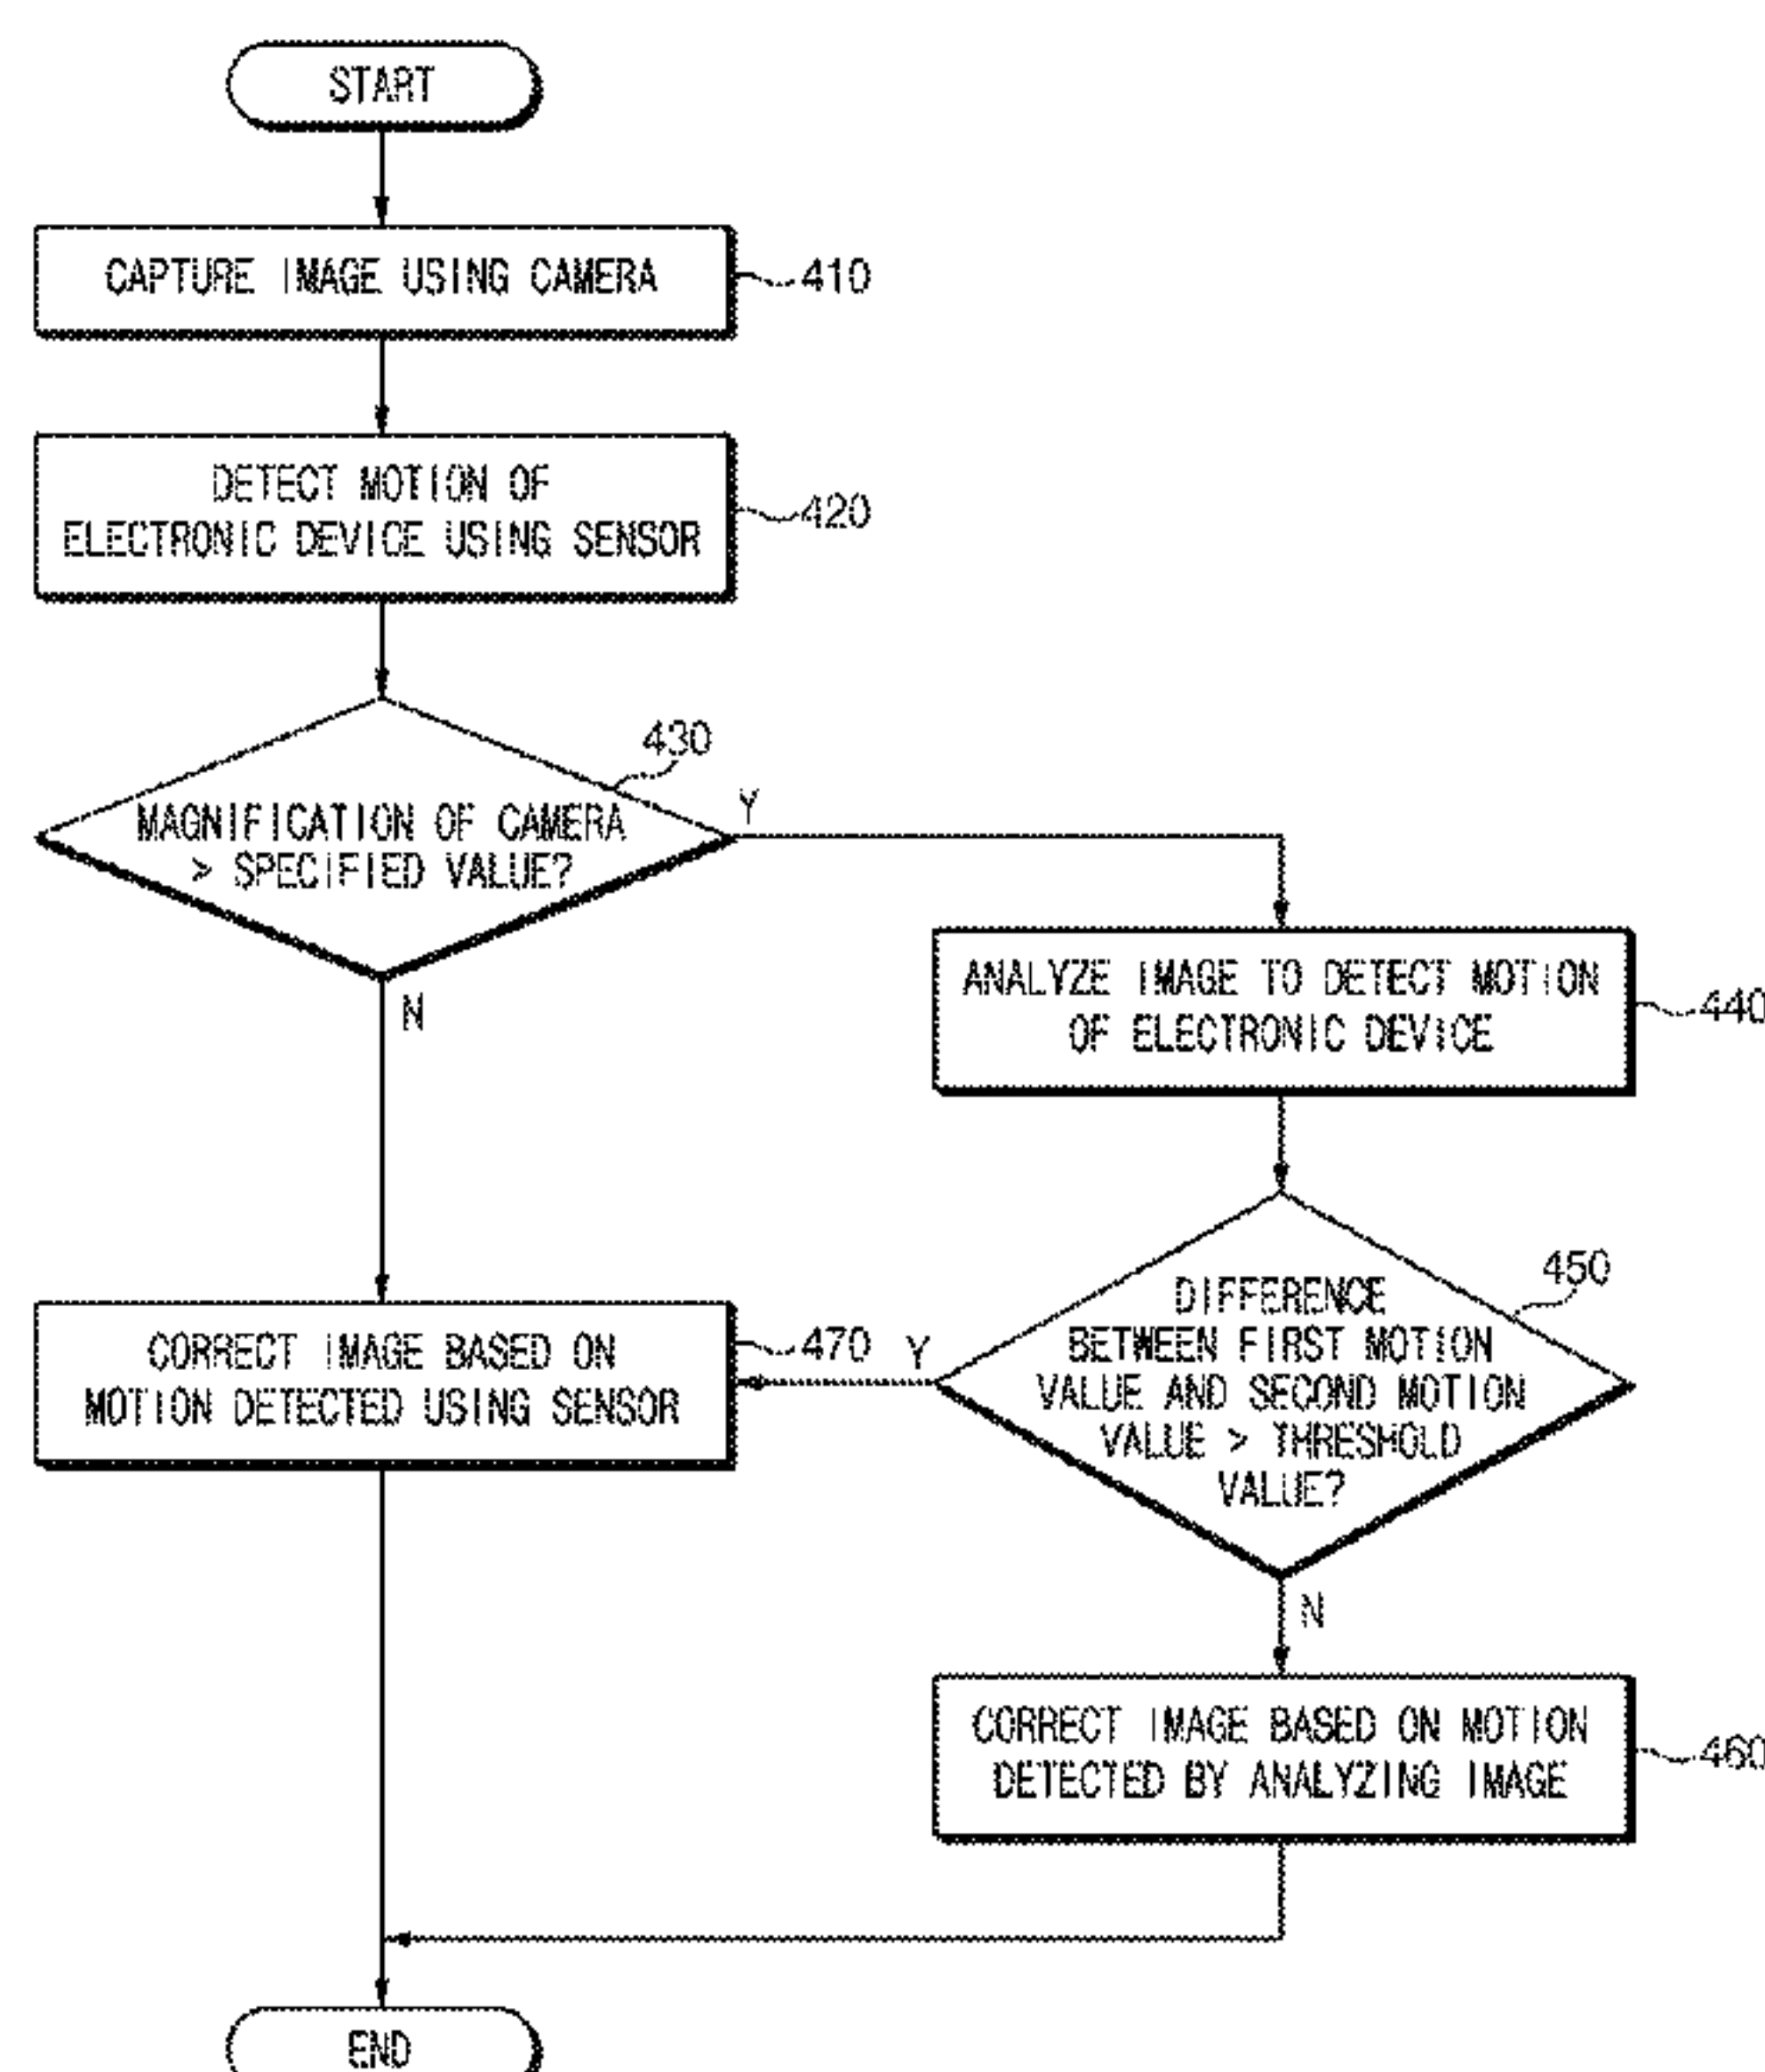 START
CAPTURE IMAGE USING CAMERA
410
DETECT MOTION OF
ELECTRONIC DEVICE USING SENSOR
420
430
MAGNIFICATION OF CAMERA
> SPECIFIED VALUE?
Y
N
ANALYZE IMAGE TO DETECT MOTION
OF ELECTRONIC DEVICE
440
450
DIFFERENCE
BETWEEN FIRST MOTION
VALUE AND SECOND MOTION
VALUE > THRESHOLD
VALUE?
Y
N
CORRECT IMAGE BASED ON
MOTION DETECTED USING SENSOR
470
CORRECT IMAGE BASED ON MOTION
DETECTED BY ANALYZING IMAGE
460
END